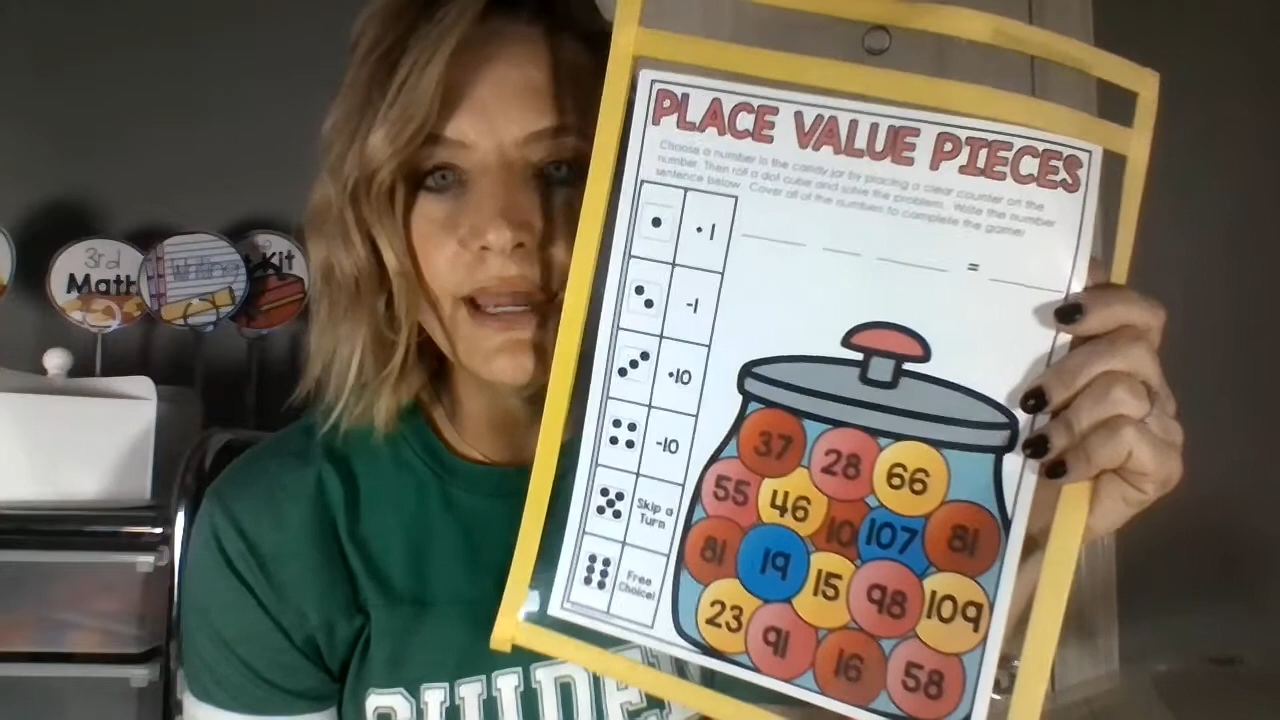 PLACE VALUE PIECES
Choose a number in the candy jar by placing a clear counter on the
number. Then roll a dot cube and solve the problem. Write the number
sentence below. Cover all of the numbers to complete the game!
+1
-1
+10
-10
Skip a
Turn
Free
Choice!
=
37 28 66
55 46 10 107 81
81 19 15 98 109
23 91 16 58
3rd
Math
Writing
Kit